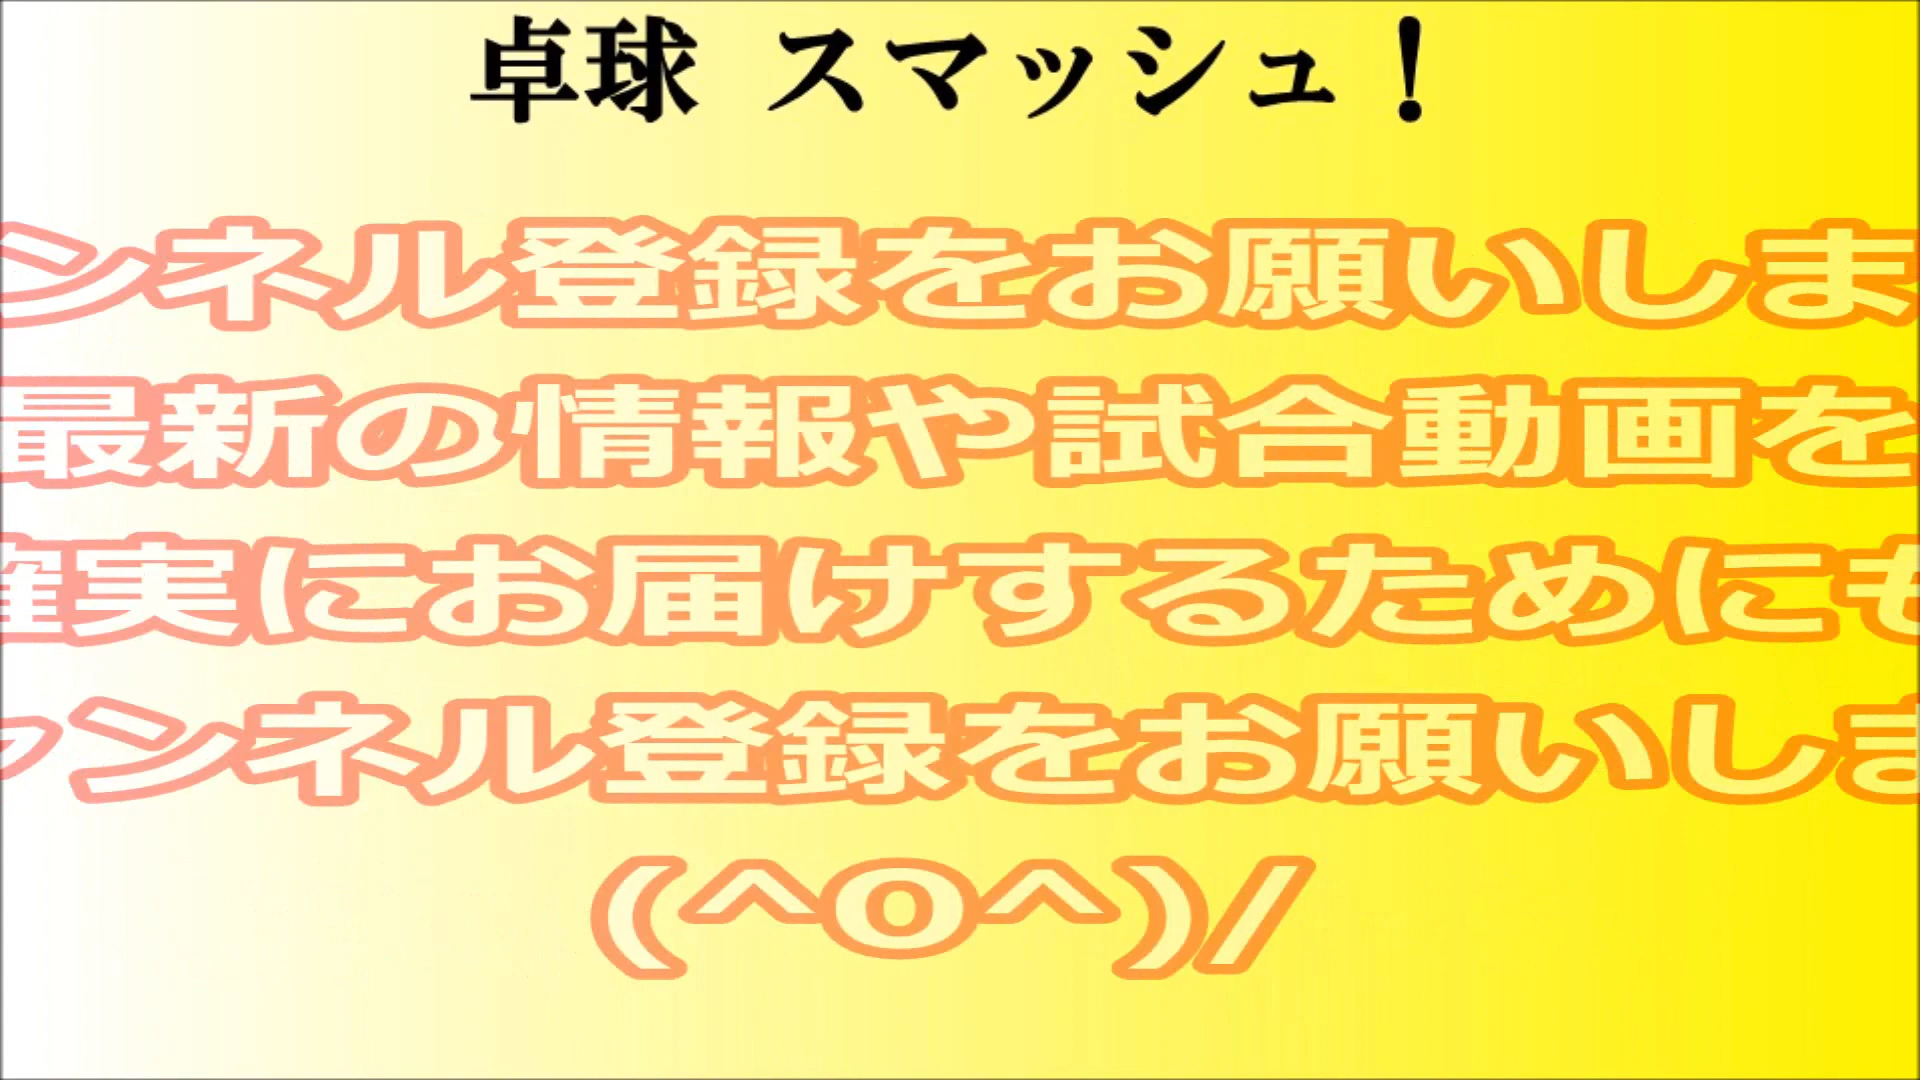 卓球 スマッシュ！
ンネル登録をお願いしま
最新の情報や試合動画を
確実にお届けするためにも
ャンネル登録をお願いしま
(^O^)/